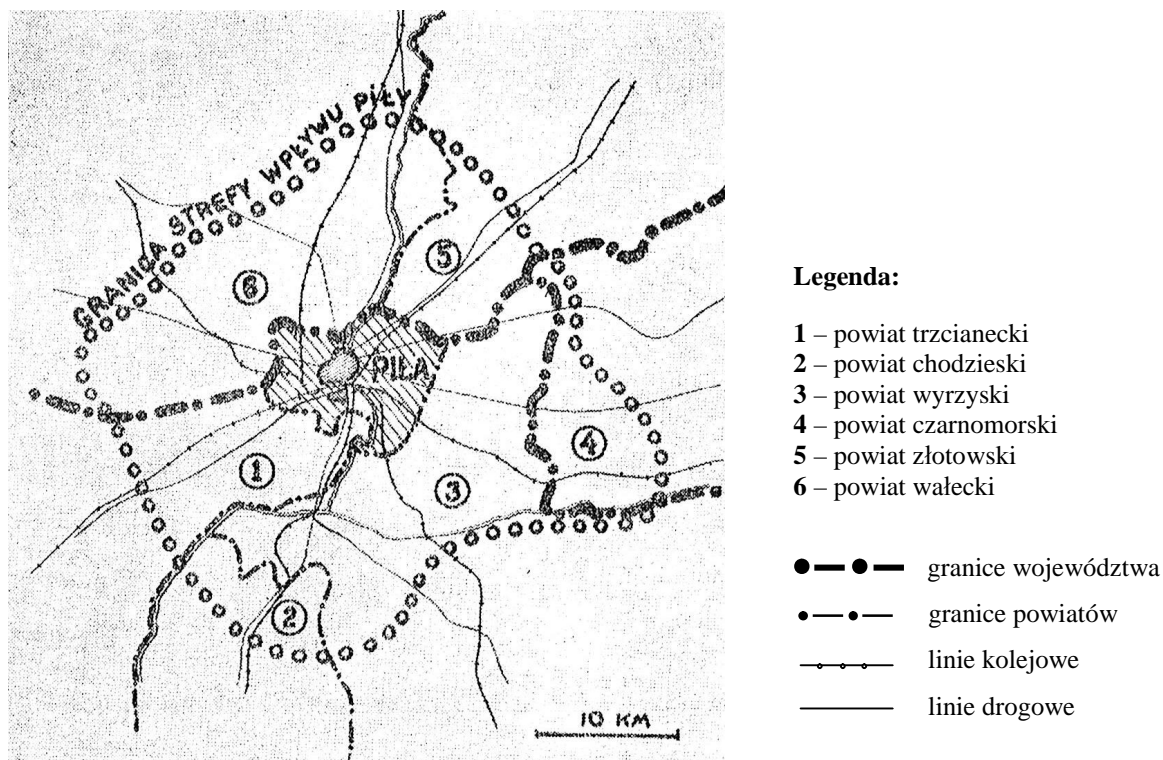 GRANICA STREFY WPŁYWU PIŁY
6
5
PIŁA
4
1
3
2
10 KM
Legenda:
1 – powiat trzcianecki
2 – powiat chodzieski
3 – powiat wyrzyski
4 – powiat czarnomorski
5 – powiat złotowski
6 – powiat wałecki
granice województwa
granice powiatów
linie kolejowe
linie drogowe